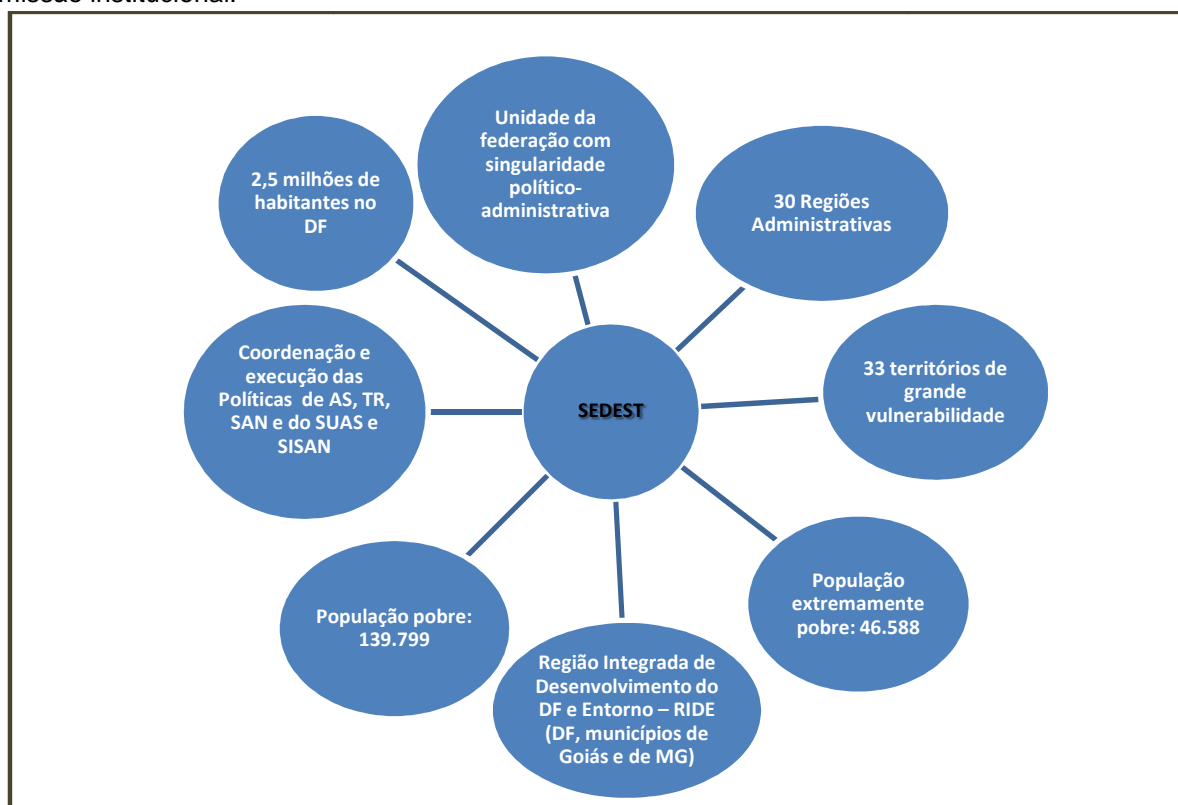 missão institucional.
Unidade da
federação com
singularidade
político-
administrativa
2,5 milhões de
habitantes no
DF
30 Regiões
Administrativas
Coordenação e
execução das
Políticas de AS, TR,
SAN e do SUAS e
SISAN
SEDEST
33 territórios de
grande
vulnerabilidade
População pobre:
139.799
População
extremamente
pobre: 46.588
Região Integrada de
Desenvolvimento do
DF e Entorno – RIDE
(DF, municípios de
Goiás e de MG)